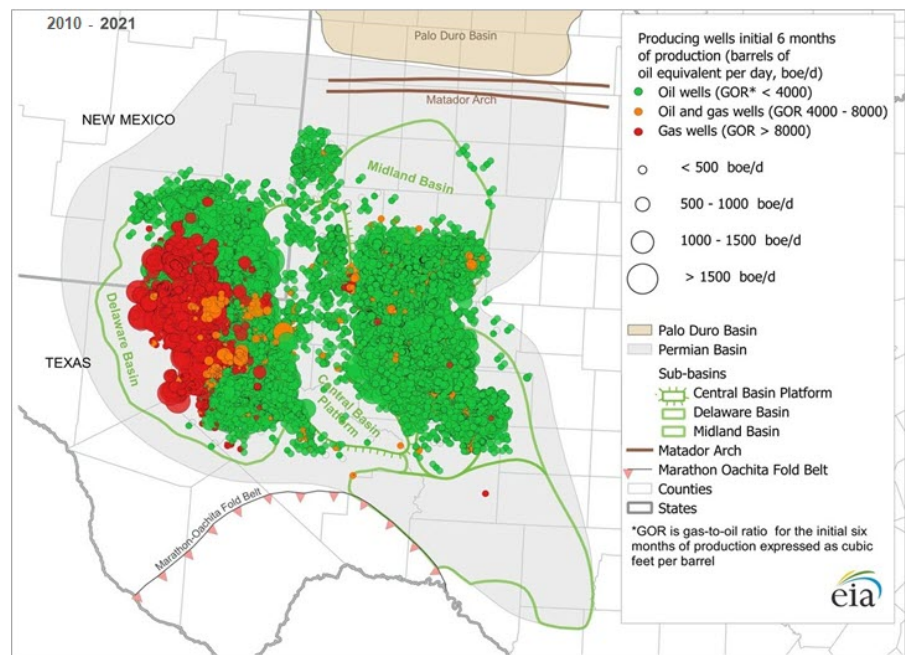 2010 - 2021
Palo Duro Basin
Matador Arch
NEW MEXICO
Midland Basin
Delaware Basin
TEXAS
Central Basin
Platform
Marathon-Oachita Fold Belt
Producing wells initial 6 months
of production (barrels of
oil equivalent per day, boe/d)
Oil wells (GOR* < 4000)
Oil and gas wells (GOR 4000 - 8000)
Gas wells (GOR > 8000)
< 500 boe/d
500 - 1000 boe/d
1000 - 1500 boe/d
> 1500 boe/d
Palo Duro Basin
Permian Basin
Sub-basins
Central Basin Platform
Delaware Basin
Midland Basin
Matador Arch
Marathon Oachita Fold Belt
Counties
States
*GOR is gas-to-oil ratio for the initial six
months of production expressed as cubic
feet per barrel
eia